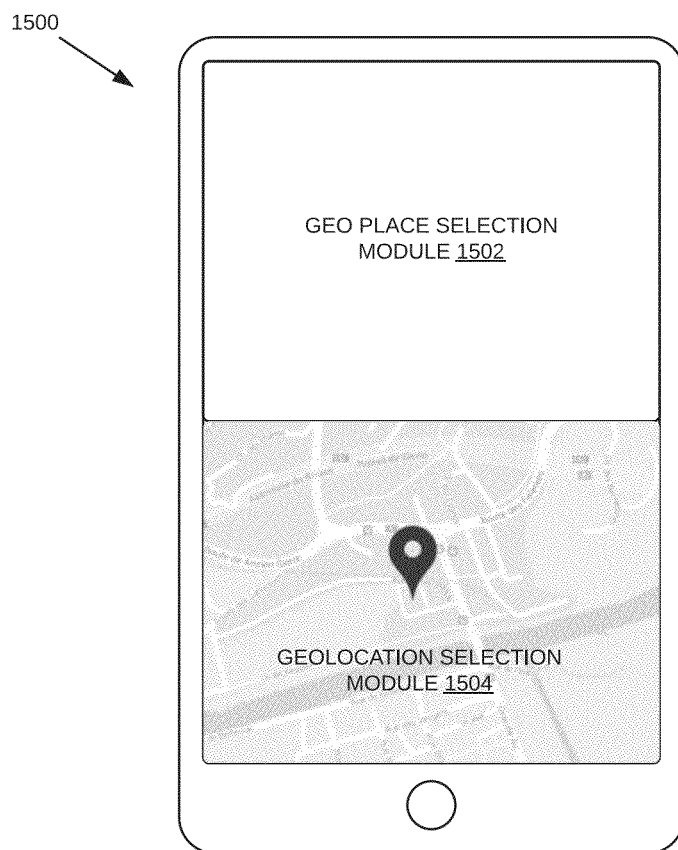 1500
GEO PLACE SELECTION
MODULE 1502
GEOLOCATION SELECTION
MODULE 1504